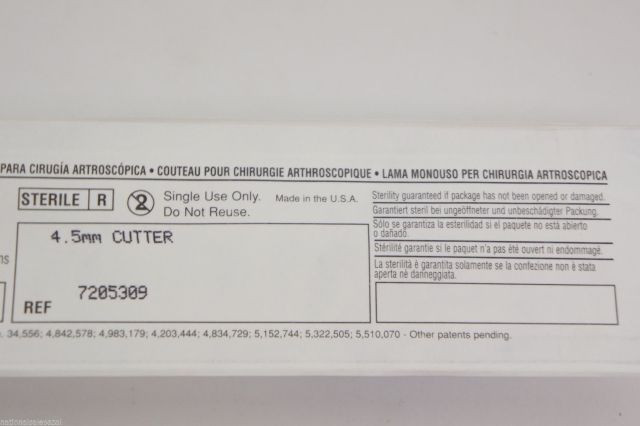 PARA CIRUGÍA ARTROSCÓPICA • COUTEAU POUR CHIRURGIE ARTHROSCOPIQUE • LAMA MONOUSO PER CHIRURGIA ARTROSCOPICA
STERILE R
2
Single Use Only.
Do Not Reuse.
Made in the U.S.A.
Sterility guaranteed if package has not been opened or damaged.
Garantiert steril bei ungeöffneter und unbeschädigter Packung.
Sólo se garantiza la esterilidad si el paquete no está abierto
o dañado.
Stérilité garantie si le paquet n'a pas été ouvert ni endommagé.
La sterilità è garantita solamente se la confezione non è stata
aperta nè danneggiata.
4.5mm CUTTER
ns
REF 7205309
34,556; 4,842,578; 4,983,179; 4,203,444; 4,834,729; 5,152,744; 5,322,505; 5,510,070 - Other patents pending.